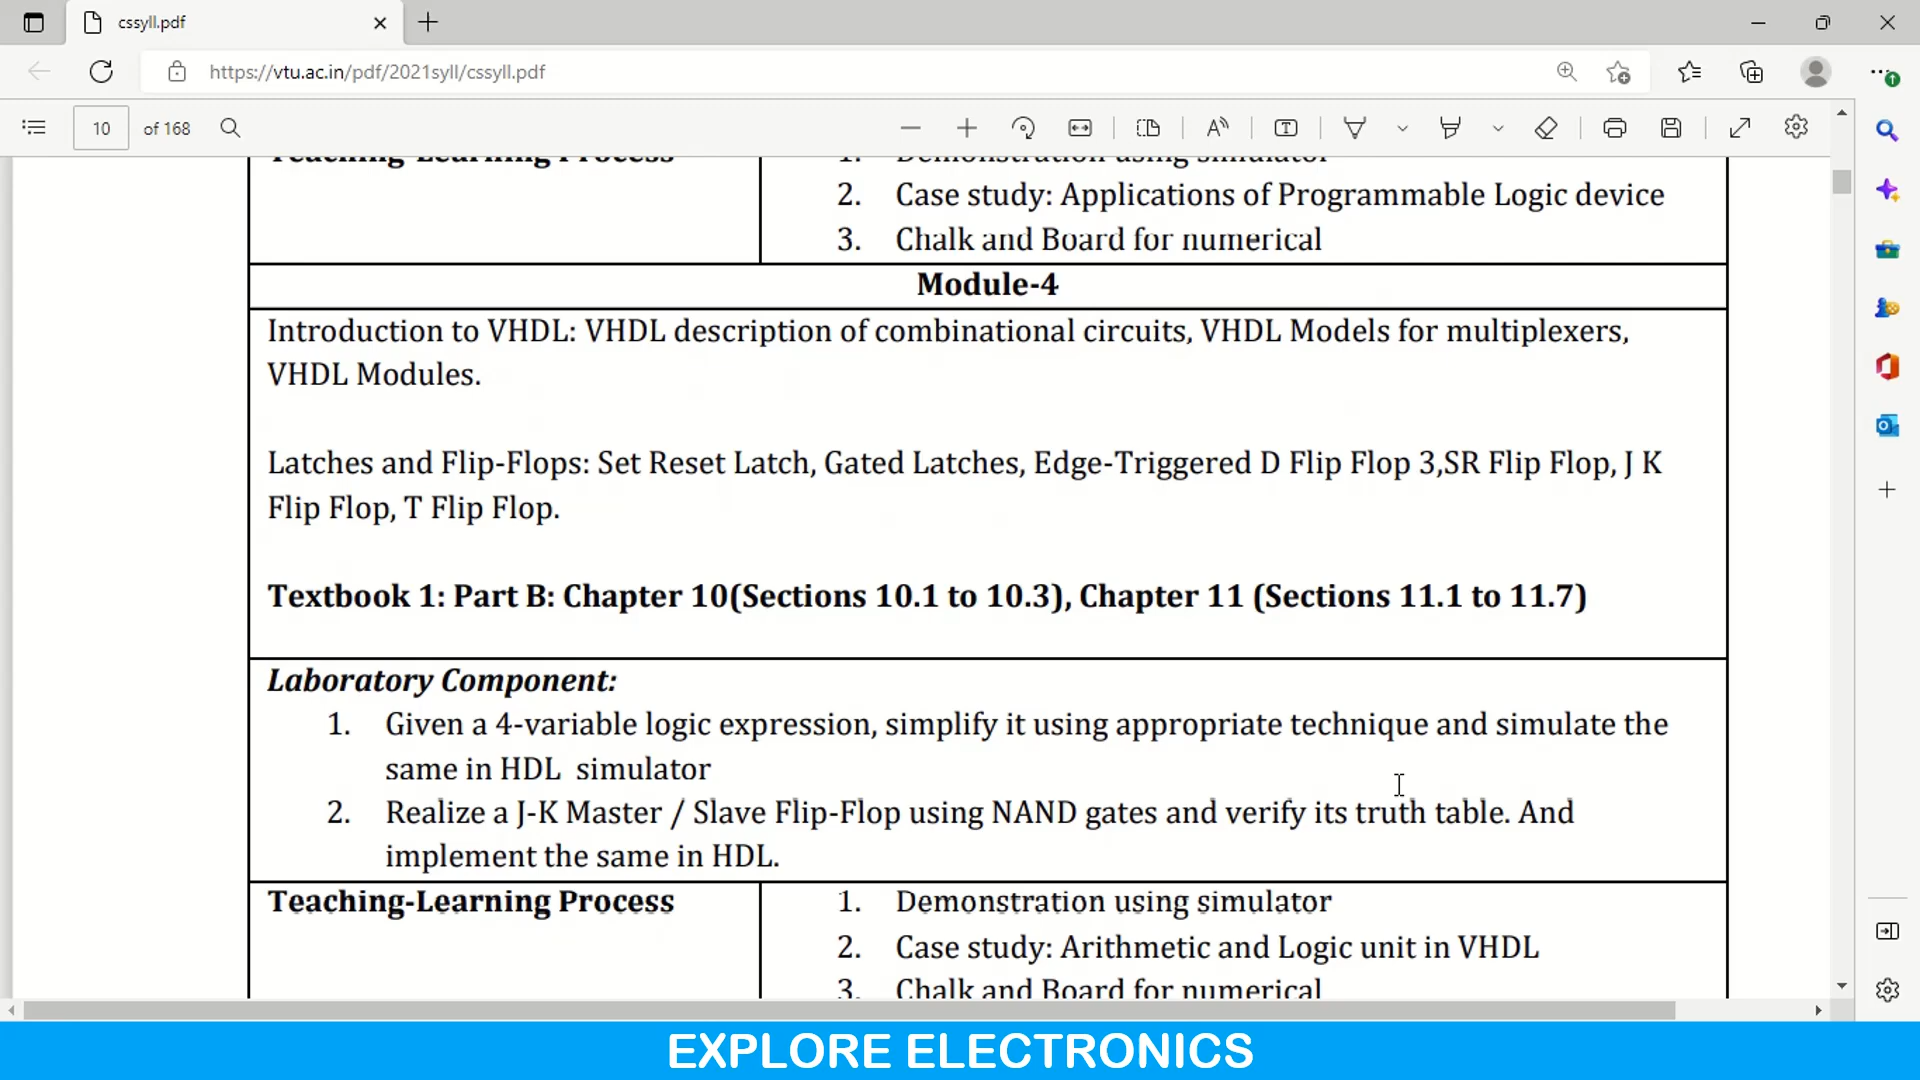 cssyll.pdf
https://vtu.ac.in/pdf/2021syll/cssyll.pdf
10 of 168
Teaching-Learning Process
1. Demonstration using simulator
2. Case study: Applications of Programmable Logic device
3. Chalk and Board for numerical
Module-4
Introduction to VHDL: VHDL description of combinational circuits, VHDL Models for multiplexers,
VHDL Modules.
Latches and Flip-Flops: Set Reset Latch, Gated Latches, Edge-Triggered D Flip Flop 3,SR Flip Flop, J K
Flip Flop, T Flip Flop.
Textbook 1: Part B: Chapter 10(Sections 10.1 to 10.3), Chapter 11 (Sections 11.1 to 11.7)
Laboratory Component:
1. Given a 4-variable logic expression, simplify it using appropriate technique and simulate the
same in HDL simulator
2. Realize a J-K Master / Slave Flip-Flop using NAND gates and verify its truth table. And
implement the same in HDL.
Teaching-Learning Process
1. Demonstration using simulator
2. Case study: Arithmetic and Logic unit in VHDL
3. Chalk and Board for numerical
EXPLORE ELECTRONICS